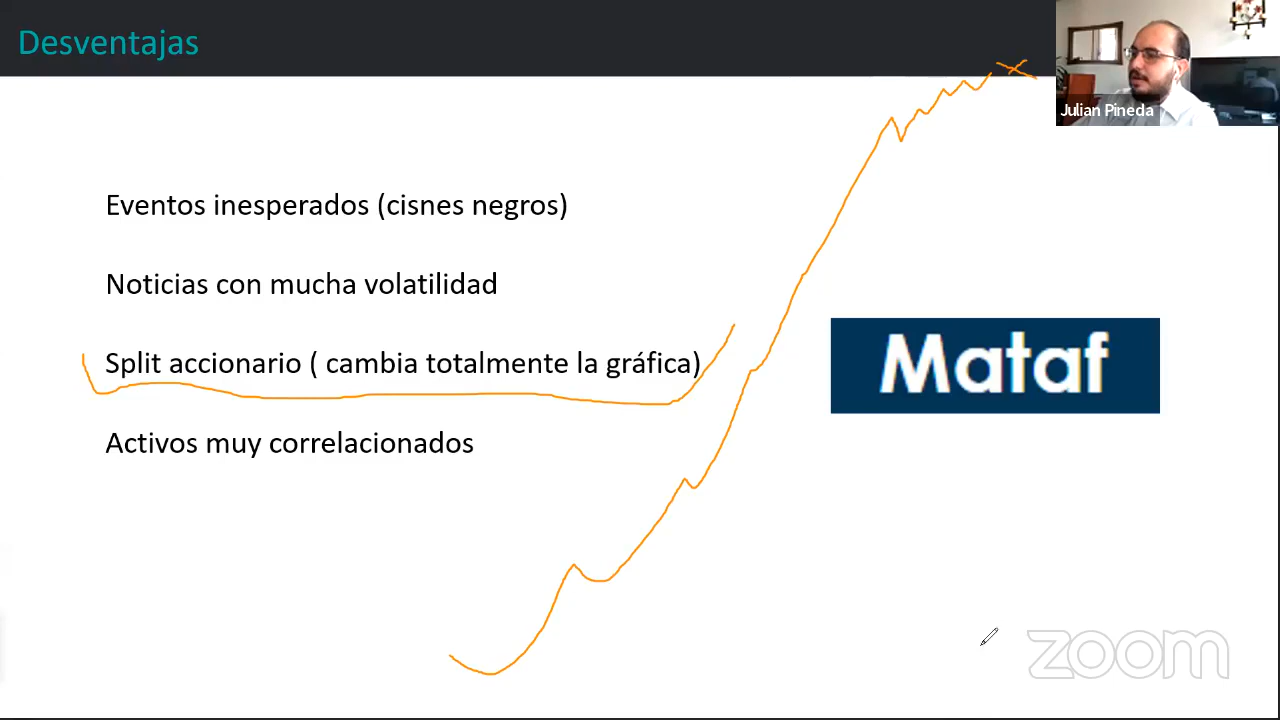 Desventajas
Julian Pineda
Eventos inesperados (cisnes negros)
Noticias con mucha volatilidad
Split accionario ( cambia totalmente la gráfica)
Mataf
Activos muy correlacionados
zoom